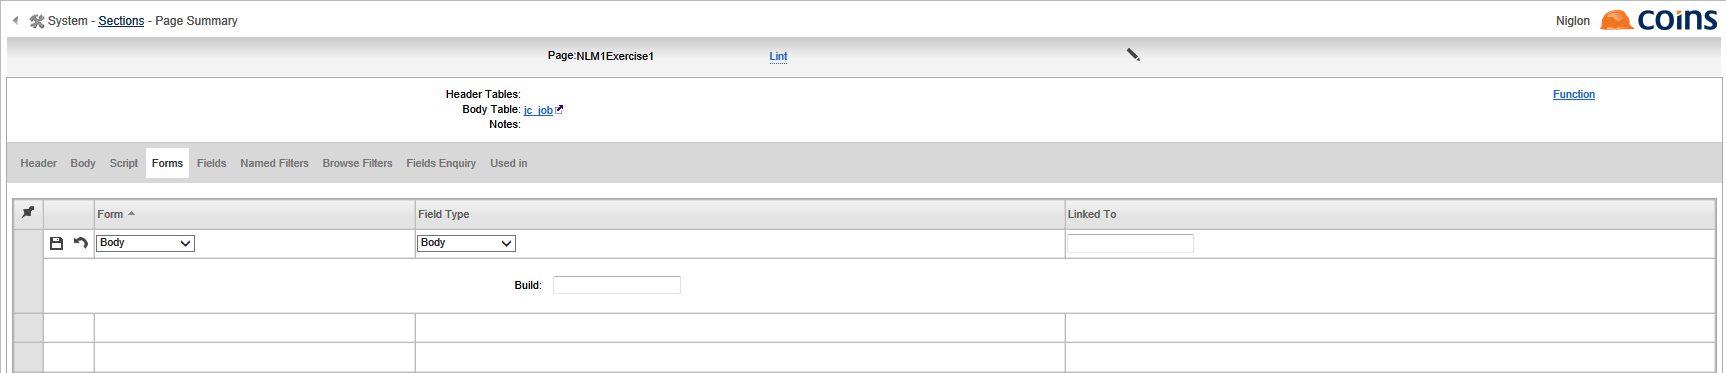 System - Sections - Page Summary
Niglon coins
Page:NLM1Exercise1 Lint
Header Tables:
Body Table: jc_job
Notes:
Function
Header Body Script Forms Fields Named Filters Browse Filters Fields Enquiry Used in
Form Field Type Linked To
Body Body
Build: